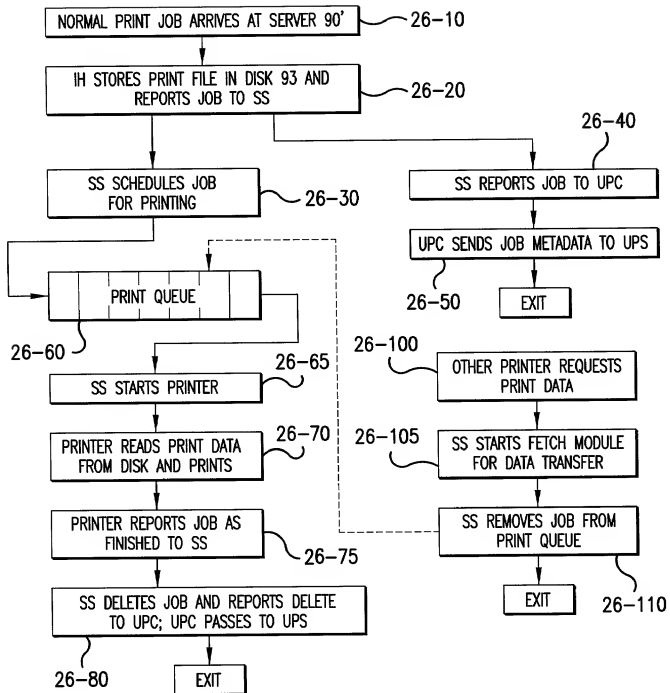 NORMAL PRINT JOB ARRIVES AT SERVER 90'
26-10
IH STORES PRINT FILE IN DISK 93 AND
REPORTS JOB TO SS
26-20
SS SCHEDULES JOB
FOR PRINTING
26-30
26-40
SS REPORTS JOB TO UPC
UPC SENDS JOB METADATA TO UPS
26-50
EXIT
PRINT QUEUE
26-60
SS STARTS PRINTER
26-65
PRINTER READS PRINT DATA
FROM DISK AND PRINTS
26-70
PRINTER REPORTS JOB AS
FINISHED TO SS
26-75
SS DELETES JOB AND REPORTS DELETE
TO UPC; UPC PASSES TO UPS
26-80
EXIT
26-100
OTHER PRINTER REQUESTS
PRINT DATA
26-105
SS STARTS FETCH MODULE
FOR DATA TRANSFER
SS REMOVES JOB FROM
PRINT QUEUE
26-110
EXIT